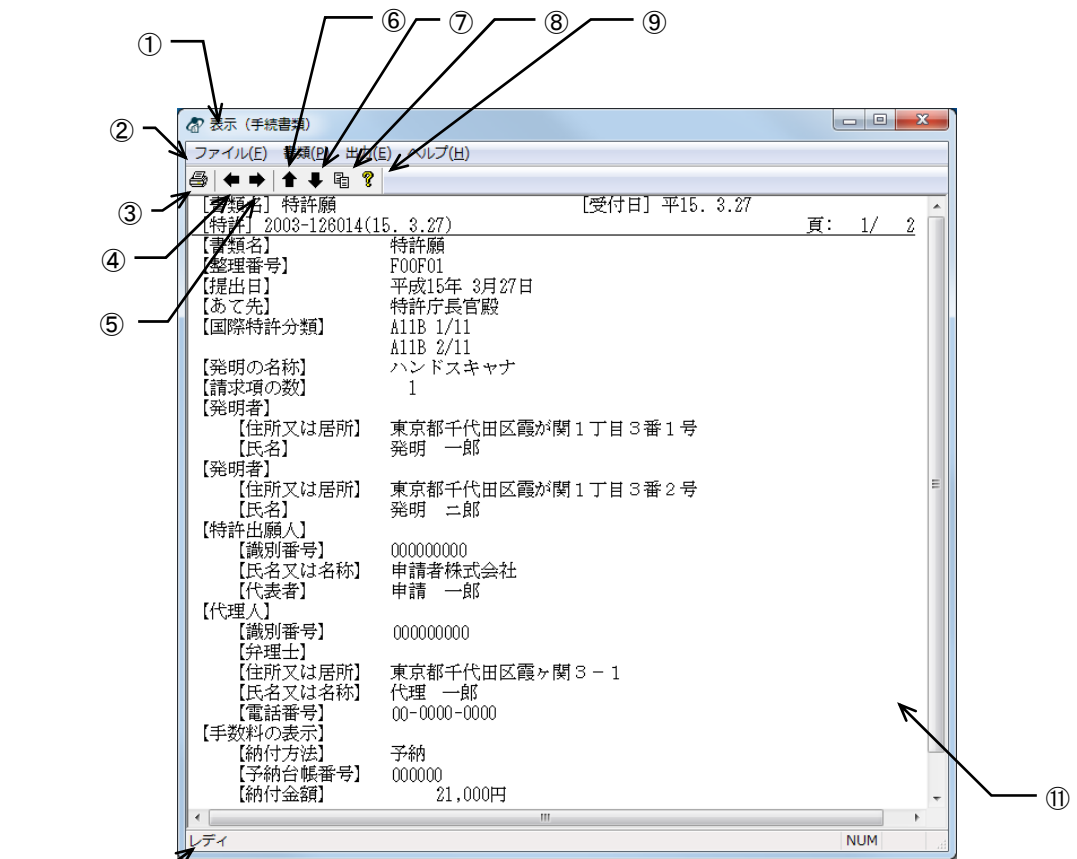 ⑥ ⑦ ⑧ ⑨
①
②
表示（手続書類）
ファイル(F) 書類(P) 出力(E) ヘルプ(H)
③
④
⑤
[書類名] 特許願 [受付日] 平15. 3.27
[特許] 2003-126014(15. 3.27) 頁: 1/ 2
【書類名】 特許願
【整理番号】 F00F01
【提出日】 平成15年 3月27日
【あて先】 特許庁長官殿
【国際特許分類】 A11B 1/11
A11B 2/11
【発明の名称】 ハンドスキャナ
【請求項の数】 1
【発明者】
【住所又は居所】 東京都千代田区霞が関１丁目３番１号
【氏名】 発明 一郎
【発明者】
【住所又は居所】 東京都千代田区霞が関１丁目３番２号
【氏名】 発明 二郎
【特許出願人】
【識別番号】 000000000
【氏名又は名称】 申請者株式会社
【代表者】 申請 一郎
【代理人】
【識別番号】 000000000
【弁理士】
【住所又は居所】 東京都千代田区霞ヶ関３－１
【氏名又は名称】 代理 一郎
【電話番号】 00-0000-0000
【手数料の表示】
【納付方法】 予納
【予納台帳番号】 000000
【納付金額】 21,000円
⑪
レディ NUM